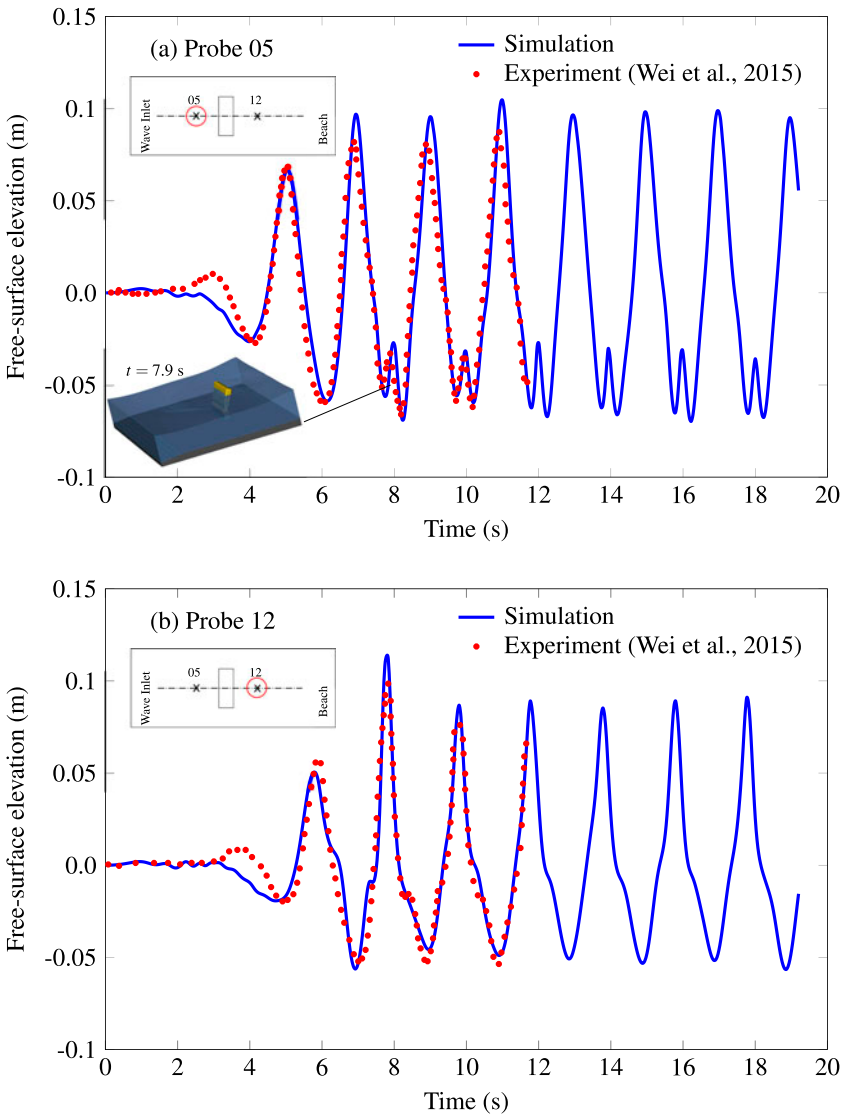 0.15
(a) Probe 05
Simulation
Experiment (Wei et al., 2015)
0.1
05
12
Wave Inlet
Beach
0.05
Free-surface elevation (m)
0.0
t = 7.9 s
-0.05
-0.1
0 2 4 6 8 10 12 14 16 18 20
Time (s)
0.15
(b) Probe 12
Simulation
Experiment (Wei et al., 2015)
0.1
05
12
Wave Inlet
Beach
0.05
Free-surface elevation (m)
0.0
-0.05
-0.1
0 2 4 6 8 10 12 14 16 18 20
Time (s)